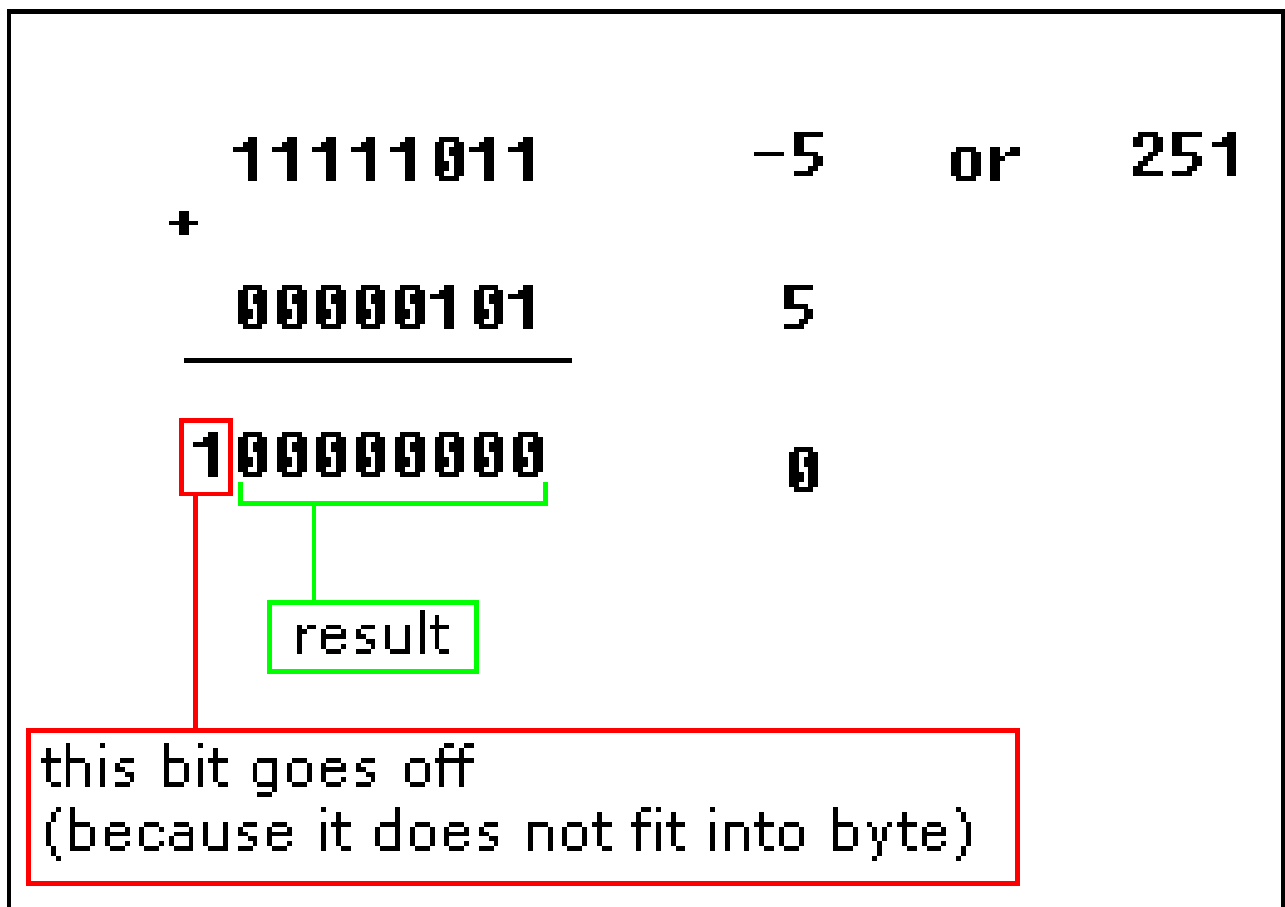 11111011 -5 or 251
+
00000101 5
100000000 0
result
this bit goes off
(because it does not fit into byte)